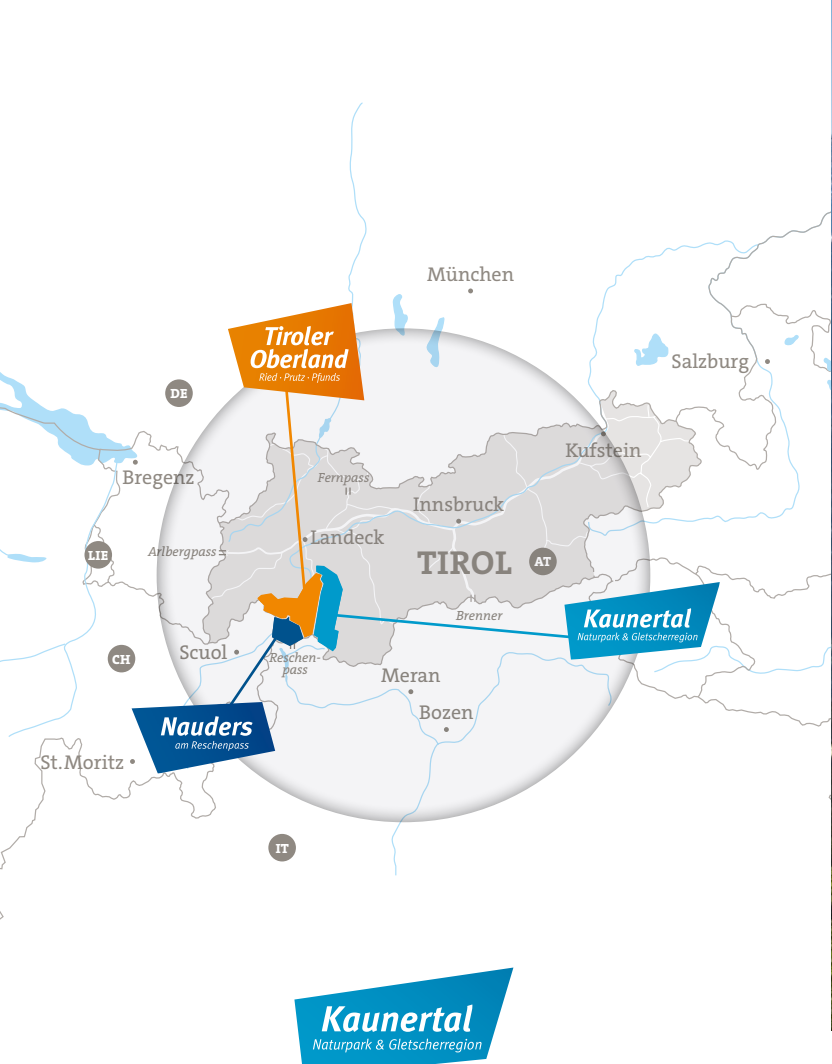 München
Tiroler
Oberland
Ried · Prutz · Pfunds
Salzburg
DE
Kufstein
Bregenz
Fernpass
Innsbruck
Landeck
Arlbergpass
LIE
TIROL
AT
Kaunertal
Naturpark & Gletscherregion
Brenner
Scuol
CH
Reschen-
pass
Meran
Bozen
Nauders
am Reschenpass
St.Moritz
IT
Kaunertal
Naturpark & Gletscherregion